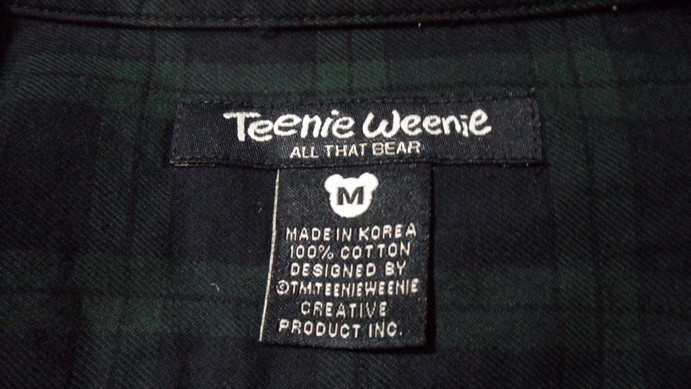 Teenie Weenie
ALL THAT BEAR
M
MADE IN KOREA
100% COTTON
DESIGNED BY
©TM.TEENIEWEENIE
CREATIVE
PRODUCT INC.